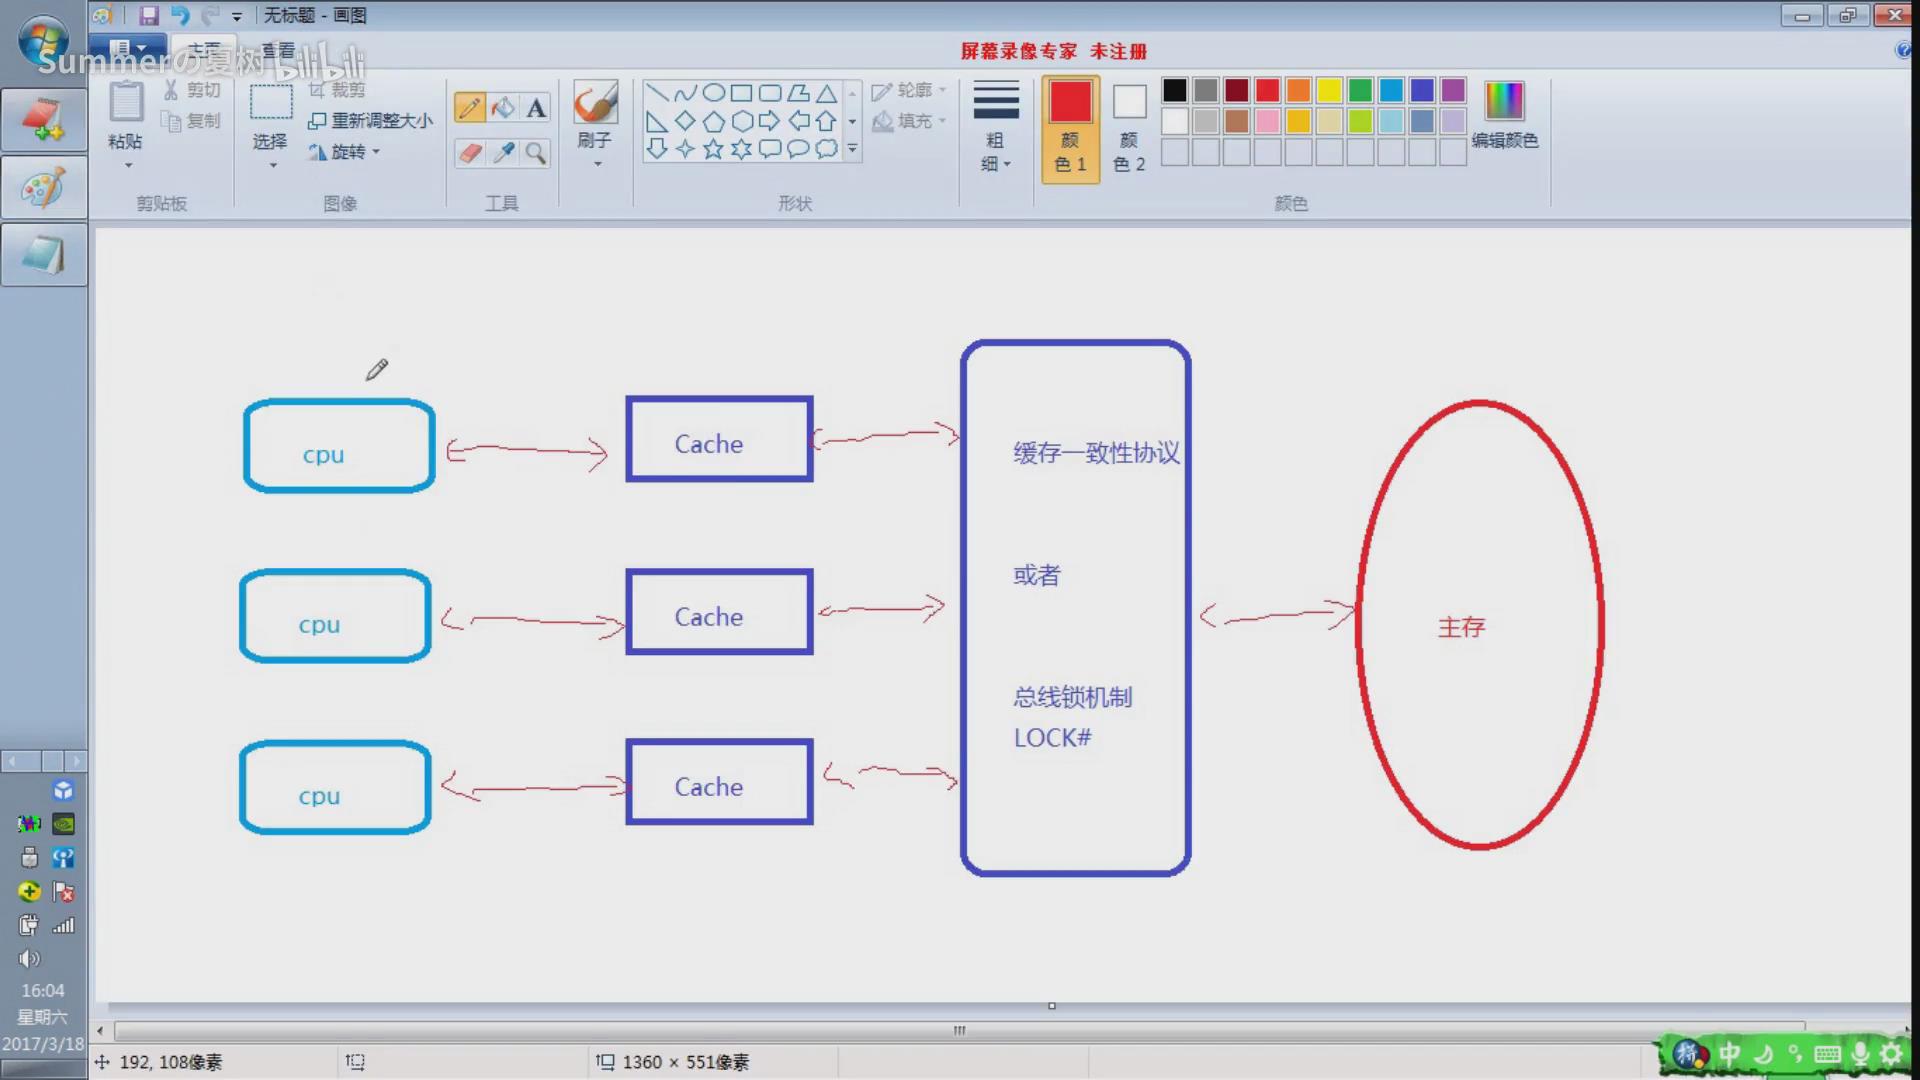 无标题 - 画图
主页
查看
Summerの夏树 bilibili
屏幕录像专家 未注册
粘贴
剪切
复制
剪贴板
选择
裁剪
重新调整大小
旋转
图像
A
工具
刷子
轮廓
填充
形状
粗
细
颜
色 1
颜
色 2
编辑颜色
颜色
cpu
Cache
缓存一致性协议
cpu
Cache
或者
主存
总线锁机制
LOCK#
cpu
Cache
16:04
星期六
2017/3/18
192, 108像素
1360 × 551像素
拼 中